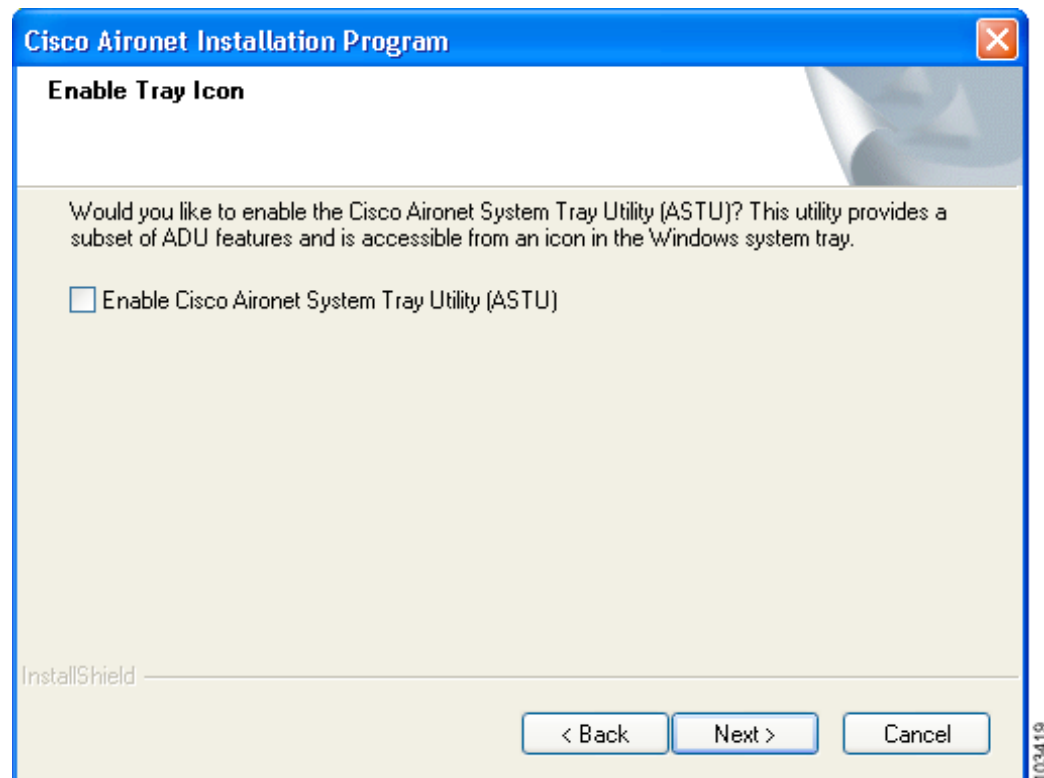 Cisco Aironet Installation Program
Enable Tray Icon
Would you like to enable the Cisco Aironet System Tray Utility (ASTU)? This utility provides a
subset of ADU features and is accessible from an icon in the Windows system tray.
Enable Cisco Aironet System Tray Utility (ASTU)
InstallShield
< Back
Next >
Cancel
103419